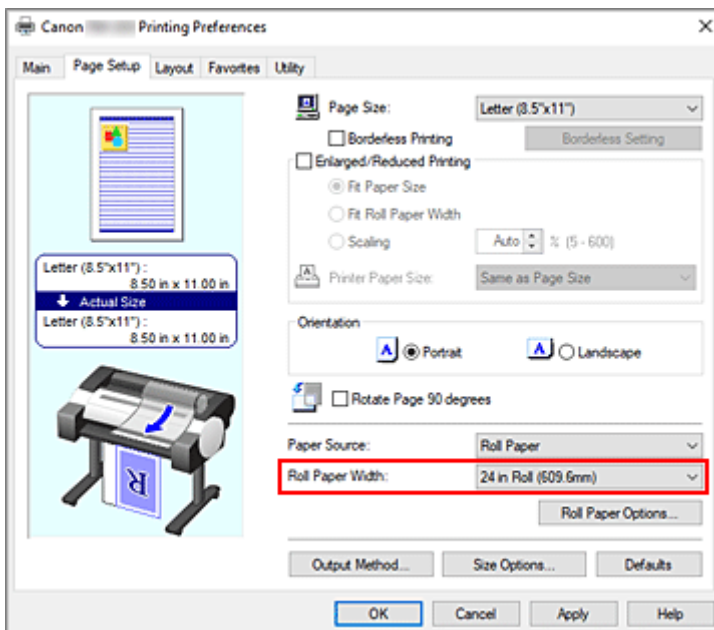 Canon Printing Preferences
Main Page Setup Layout Favorites Utility
Page Size: Letter (8.5"x11")
Borderless Printing Borderless Setting
Enlarged/Reduced Printing
Fit Paper Size
Fit Roll Paper Width
Scaling Auto % (5 - 600)
Printer Paper Size: Same as Page Size
Letter (8.5"x11") :
8.50 in x 11.00 in
Actual Size
Letter (8.5"x11") :
8.50 in x 11.00 in
Orientation
A Portrait A Landscape
Rotate Page 90 degrees
Paper Source: Roll Paper
Roll Paper Width: 24 in Roll (609.6mm)
Roll Paper Options...
R
Output Method... Size Options... Defaults
OK Cancel Apply Help